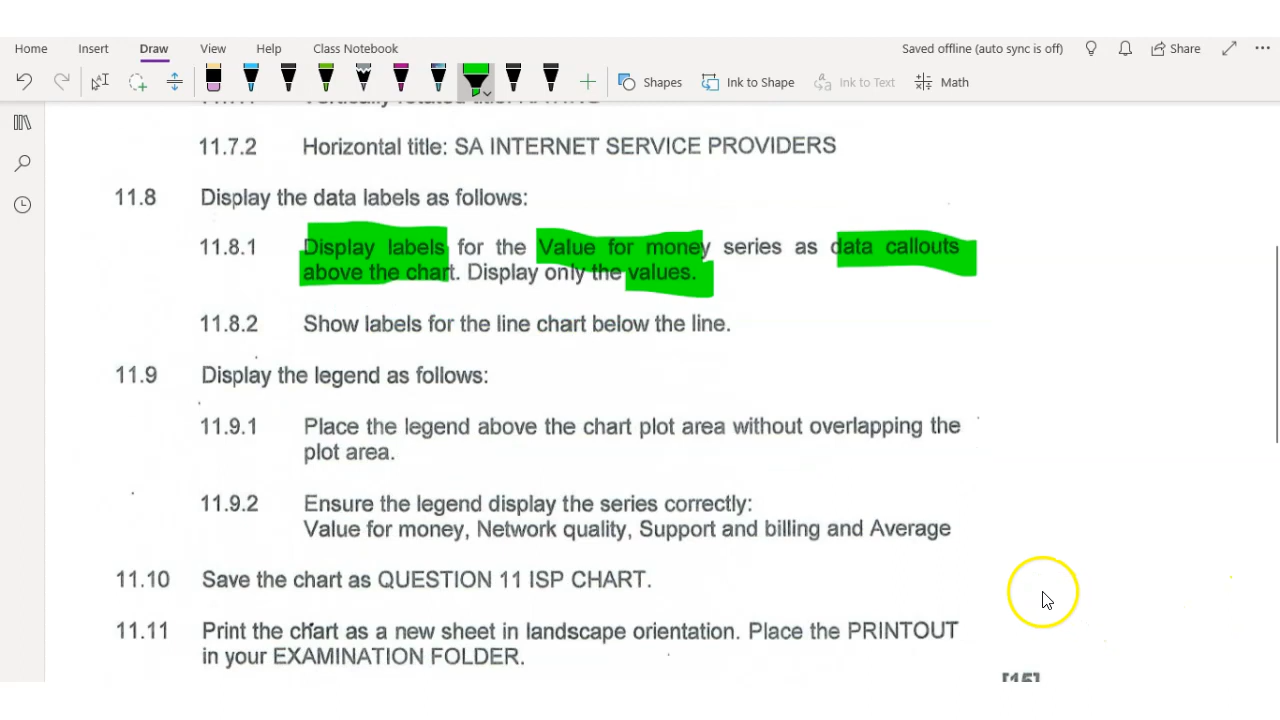 Home Insert Draw View Help Class Notebook Saved offline (auto sync is off) Share
Shapes Ink to Shape Ink to Text Math
11.7.2 Horizontal title: SA INTERNET SERVICE PROVIDERS
11.8 Display the data labels as follows:
11.8.1 Display labels for the Value for money series as data callouts
above the chart. Display only the values.
11.8.2 Show labels for the line chart below the line.
11.9 Display the legend as follows:
11.9.1 Place the legend above the chart plot area without overlapping the
plot area.
11.9.2 Ensure the legend display the series correctly:
Value for money, Network quality, Support and billing and Average
11.10 Save the chart as QUESTION 11 ISP CHART.
11.11 Print the chart as a new sheet in landscape orientation. Place the PRINTOUT
in your EXAMINATION FOLDER.
[15]